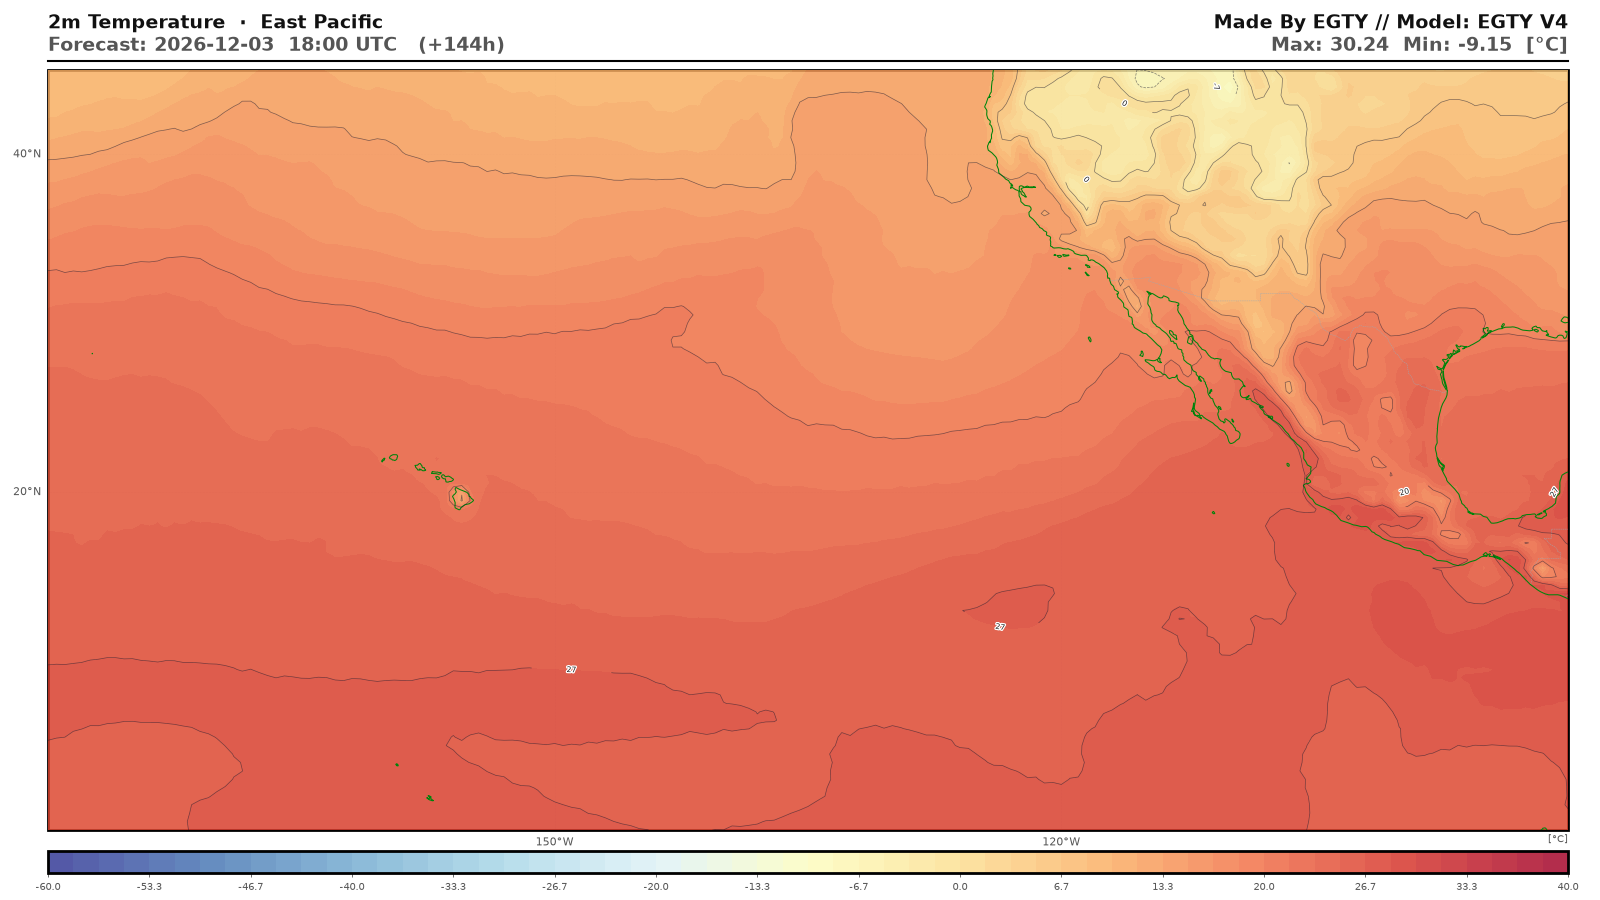 2m Temperature · East Pacific
Made By EGTY // Model: EGTY V4
Forecast: 2026-12-03 18:00 UTC (+144h)
Max: 30.24 Min: -9.15 [°C]
0
40°N
0
20°N
20
27
27
27
150°W
120°W
[°C]
-60.0
-53.3
-46.7
-40.0
-33.3
-26.7
-20.0
-13.3
-6.7
0.0
6.7
13.3
20.0
26.7
33.3
40.0